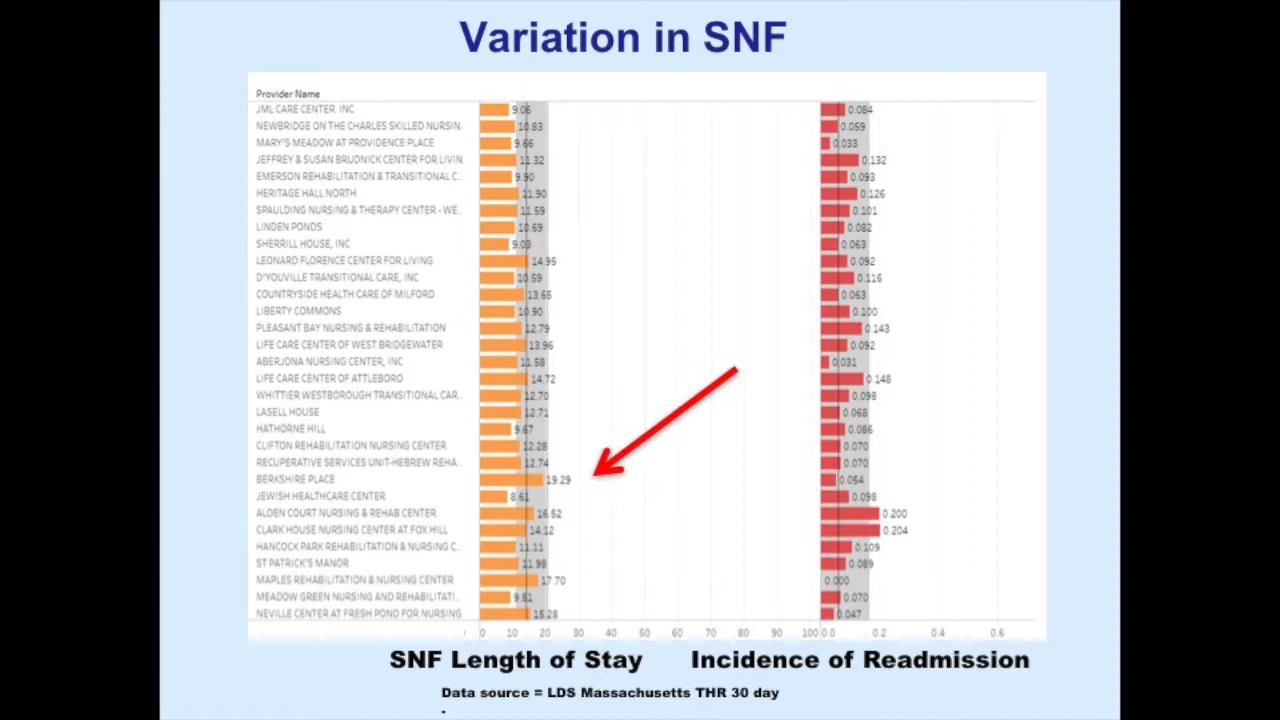 Variation in SNF
Provider Name
JML CARE CENTER, INC 9.06 0.084
NEWBRIDGE ON THE CHARLES SKILLED NURSIN. 10.83 0.059
MARY'S MEADOW AT PROVIDENCE PLACE 9.66 0.033
JEFFREY & SUSAN BRUDNICK CENTER FOR LIVIN. 11.32 0.132
EMERSON REHABILITATION & TRANSITIONAL C.. 9.90 0.093
HERITAGE HALL NORTH 11.90 0.126
SPAULDING NURSING & THERAPY CENTER - WE.. 11.59 0.101
LINDEN PONDS 10.69 0.082
SHERRILL HOUSE, INC 9.03 0.063
LEONARD FLORENCE CENTER FOR LIVING 14.95 0.092
D'YOUVILLE TRANSITIONAL CARE, INC 10.59 0.116
COUNTRYSIDE HEALTH CARE OF MILFORD 13.65 0.063
LIBERTY COMMONS 10.90 0.100
PLEASANT BAY NURSING & REHABILITATION 12.79 0.143
LIFE CARE CENTER OF WEST BRIDGEWATER 13.96 0.092
ABERJONA NURSING CENTER, INC 11.58 0.031
LIFE CARE CENTER OF ATTLEBORO 14.72 0.148
WHITTIER WESTBOROUGH TRANSITIONAL CAR.. 12.70 0.098
LASELL HOUSE 12.71 0.068
HATHORNE HILL 9.67 0.086
CLIFTON REHABILITATION NURSING CENTER 12.28 0.070
RECUPERATIVE SERVICES UNIT-HEBREW REHA.. 12.74 0.070
BERKSHIRE PLACE 19.29 0.054
JEWISH HEALTHCARE CENTER 8.61 0.098
ALDEN COURT NURSING & REHAB CENTER 16.52 0.200
CLARK HOUSE NURSING CENTER AT FOX HILL 14.12 0.204
HANCOCK PARK REHABILITATION & NURSING C.. 11.11 0.109
ST PATRICK'S MANOR 11.98 0.089
MAPLES REHABILITATION & NURSING CENTER 17.70 0.000
MEADOW GREEN NURSING AND REHABILITATI.. 9.51 0.070
NEVILLE CENTER AT FRESH POND FOR NURSING. 15.28 0.047
0 10 20 30 40 50 60 70 80 90 100 0.0 0.2 0.4 0.6
SNF Length of Stay Incidence of Readmission
Data source = LDS Massachusetts THR 30 day
.